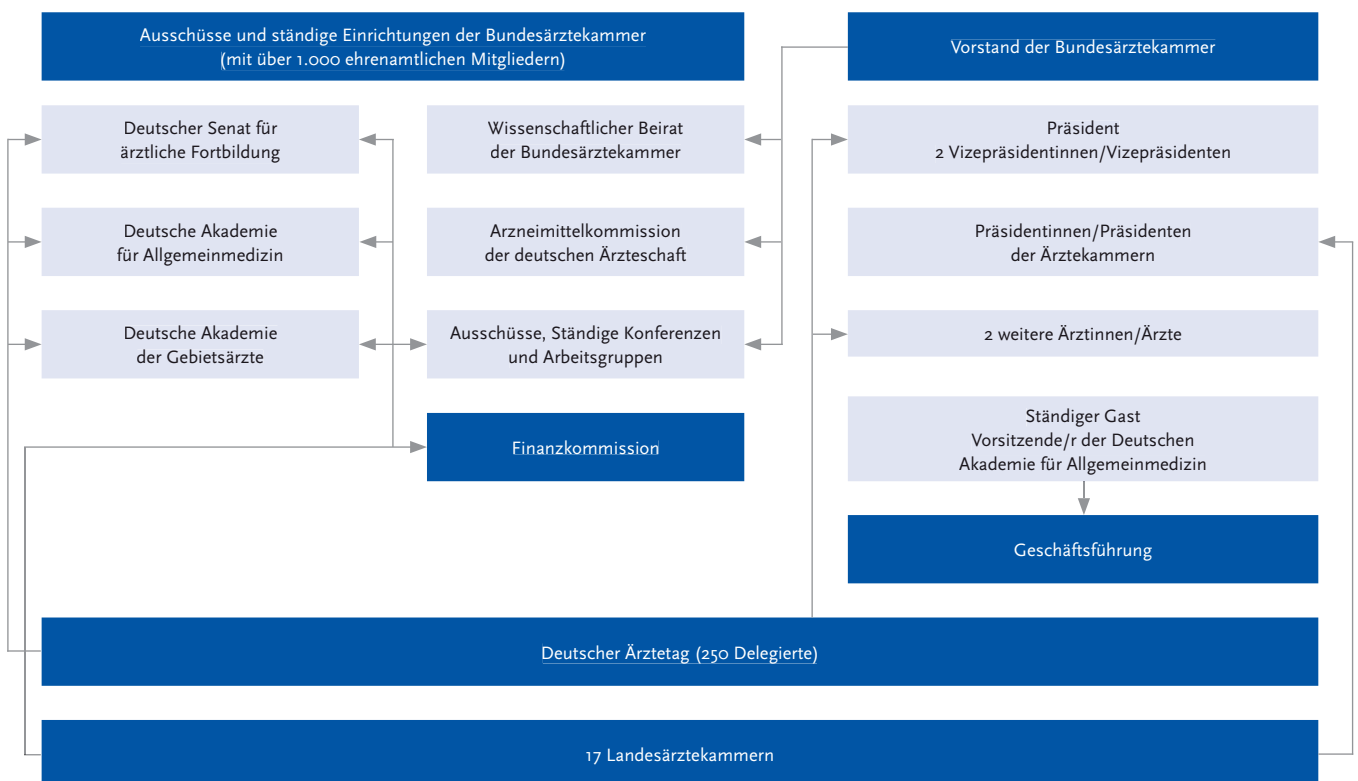 Ausschüsse und ständige Einrichtungen der Bundesärztekammer
(mit über 1.000 ehrenamtlichen Mitgliedern)
Vorstand der Bundesärztekammer
Deutscher Senat für
ärztliche Fortbildung
Wissenschaftlicher Beirat
der Bundesärztekammer
Präsident
2 Vizepräsidentinnen/Vizepräsidenten
Deutsche Akademie
für Allgemeinmedizin
Arzneimittelkommission
der deutschen Ärzteschaft
Präsidentinnen/Präsidenten
der Ärztekammern
Deutsche Akademie
der Gebietsärzte
Ausschüsse, Ständige Konferenzen
und Arbeitsgruppen
2 weitere Ärztinnen/Ärzte
Finanzkommission
Ständiger Gast
Vorsitzende/r der Deutschen
Akademie für Allgemeinmedizin
Geschäftsführung
Deutscher Ärztetag (250 Delegierte)
17 Landesärztekammern